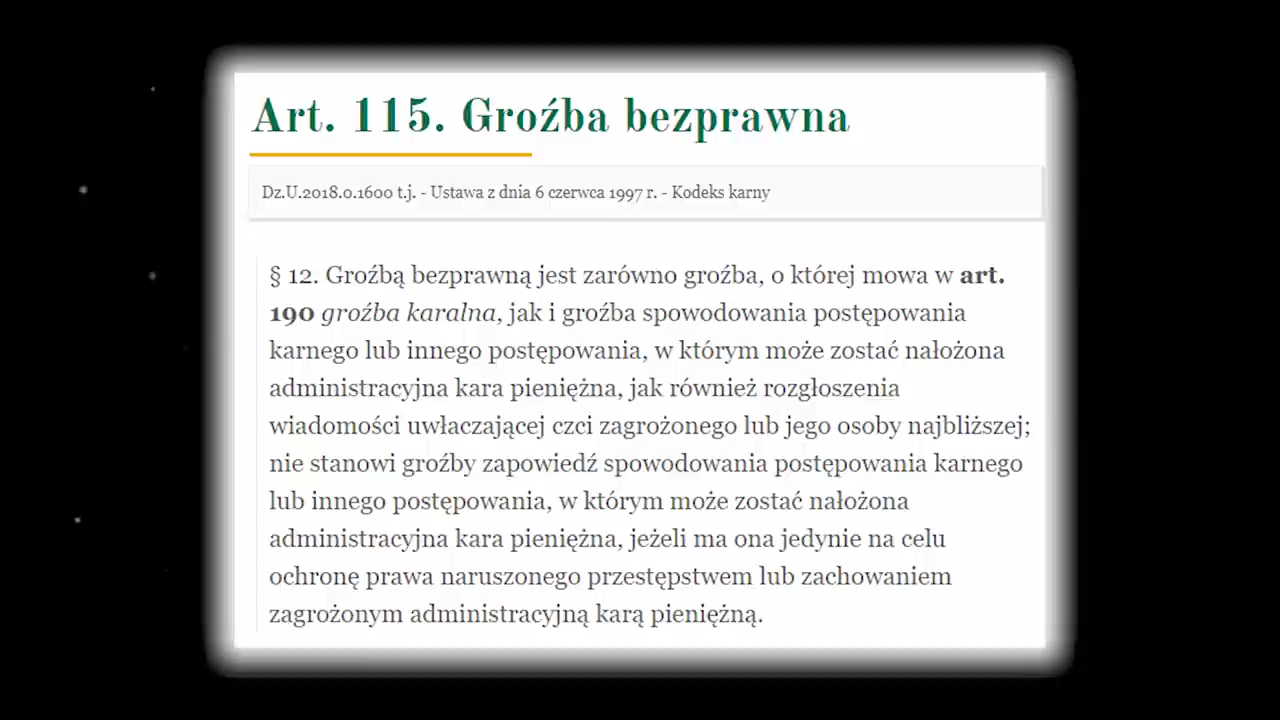 Art. 115. Groźba bezprawna
Dz.U.2018.0.1600 t.j. - Ustawa z dnia 6 czerwca 1997 r. - Kodeks karny
§ 12. Groźbą bezprawną jest zarówno groźba, o której mowa w art.
190 groźba karalna, jak i groźba spowodowania postępowania
karnego lub innego postępowania, w którym może zostać nałożona
administracyjna kara pieniężna, jak również rozgłoszenia
wiadomości uwłaczającej czci zagrożonego lub jego osoby najbliższej;
nie stanowi groźby zapowiedź spowodowania postępowania karnego
lub innego postępowania, w którym może zostać nałożona
administracyjna kara pieniężna, jeżeli ma ona jedynie na celu
ochronę prawa naruszonego przestępstwem lub zachowaniem
zagrożonym administracyjną karą pieniężną.